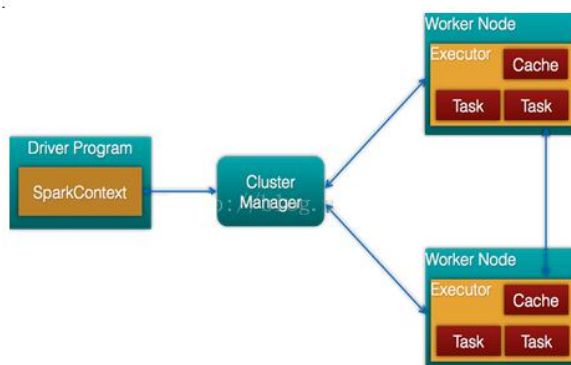 Driver Program
SparkContext
Cluster
Manager
Worker Node
Executor
Cache
Task Task
Worker Node
Executor
Cache
Task Task